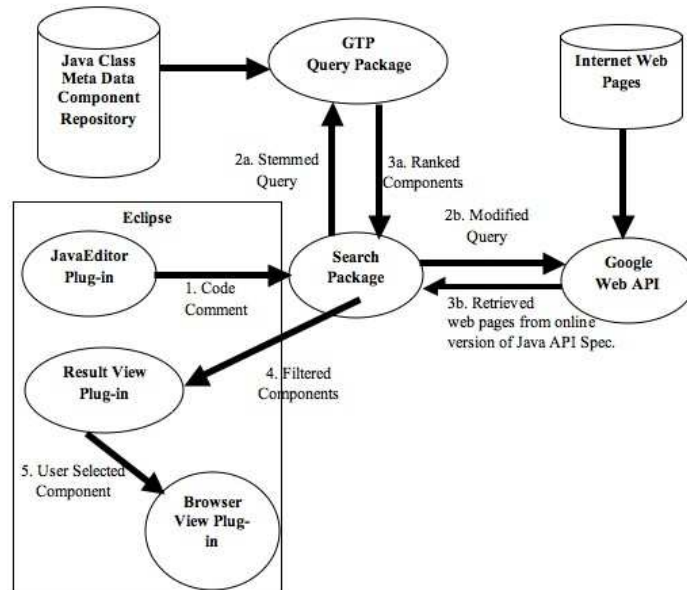 Java Class
Meta Data
Component
Repository
GTP
Query Package
Internet Web
Pages
2a. Stemmed
Query
3a. Ranked
Components
Eclipse
JavaEditor
Plug-in
1. Code
Comment
Search
Package
2b. Modified
Query
Google
Web API
3b. Retrieved
web pages from online
version of Java API Spec.
Result View
Plug-in
4. Filtered
Components
5. User Selected
Component
Browser
View Plug-
in